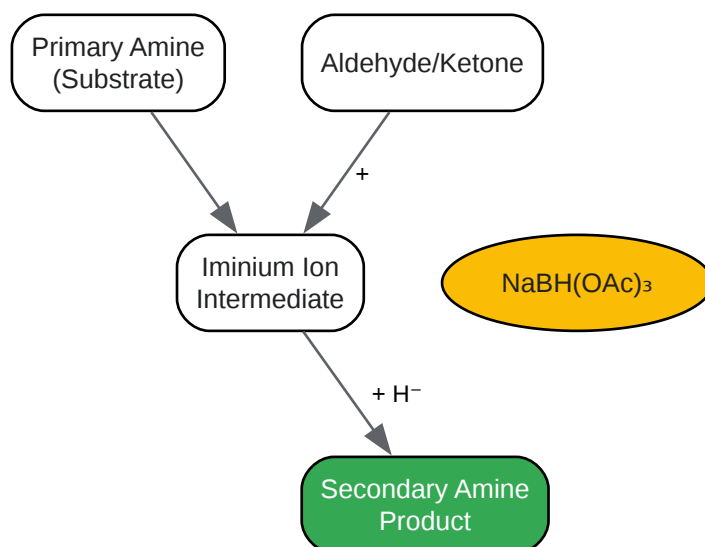 Primary Amine
(Substrate)
Aldehyde/Ketone
+
Iminium Ion
Intermediate
NaBH(OAc)₃
+ H⁻
Secondary Amine
Product